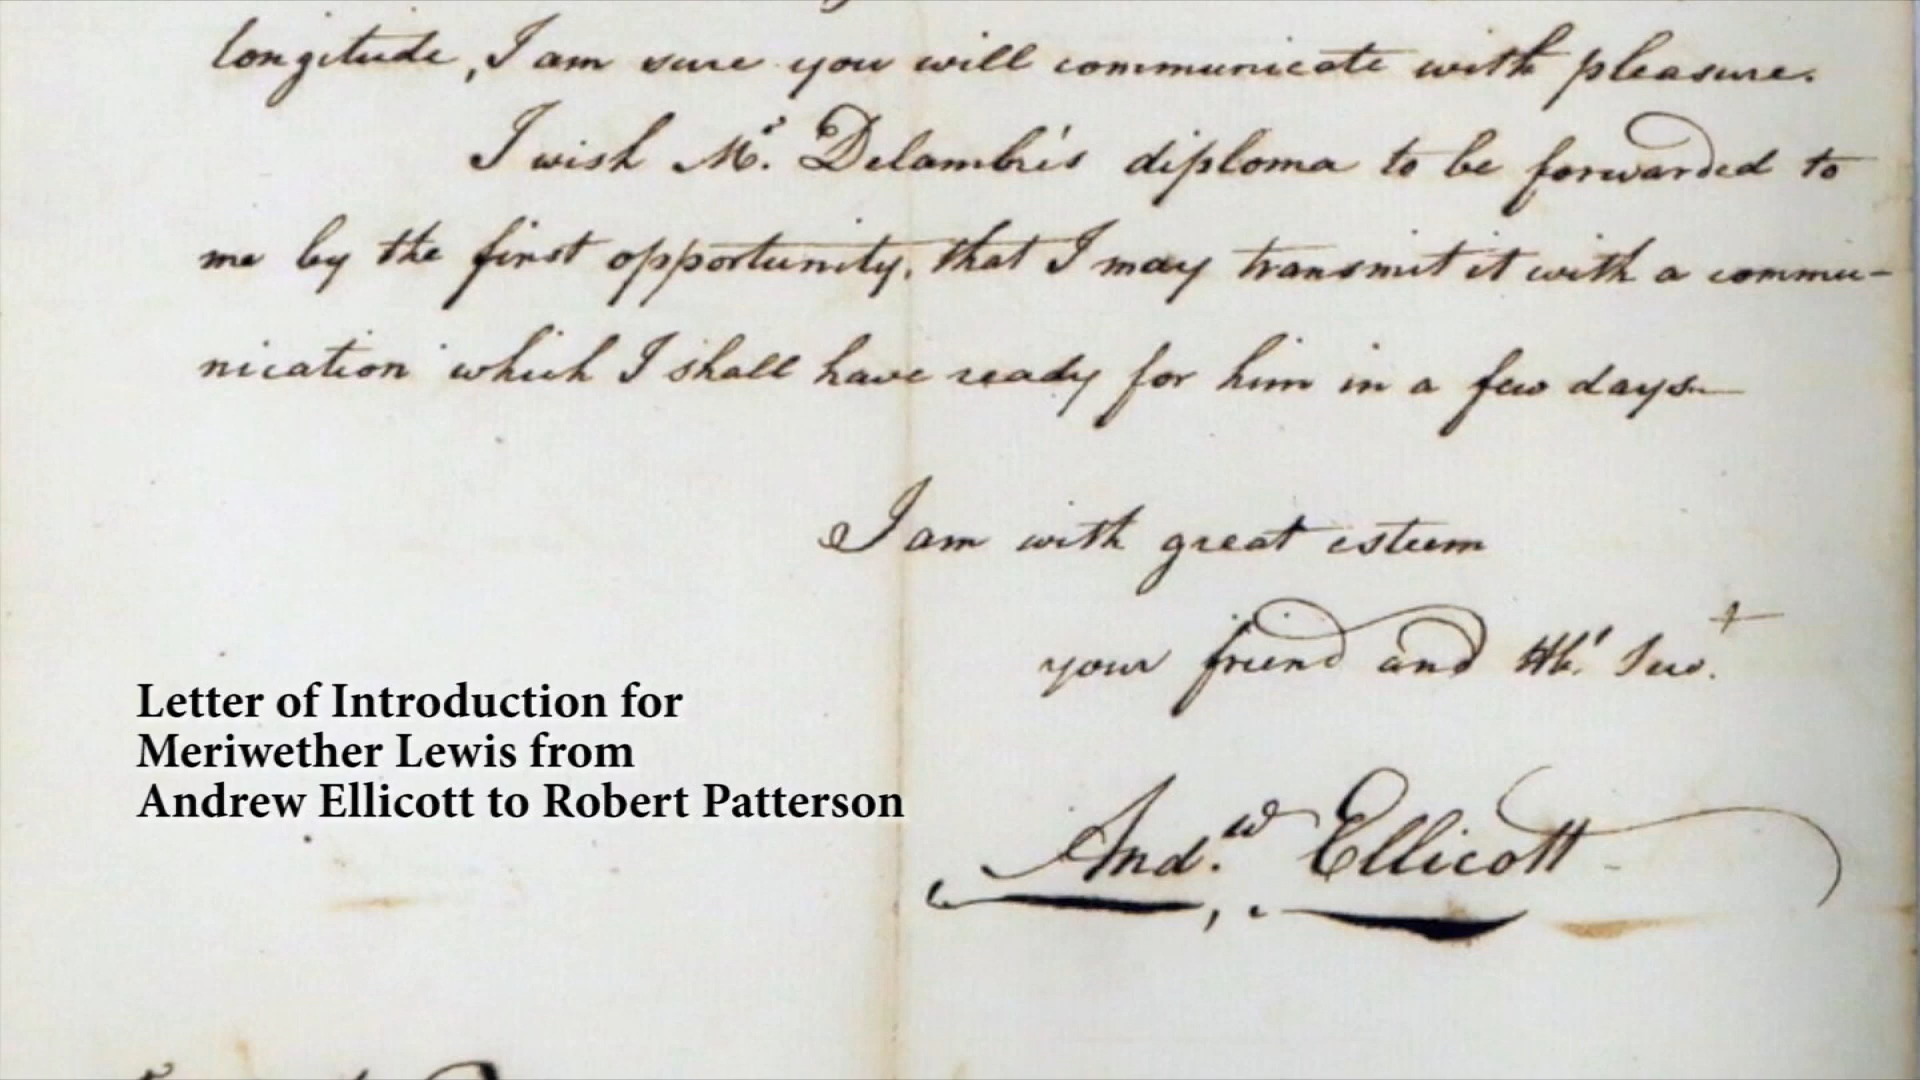 longitude, I am sure you will communicate with pleasure.
I wish Mr. Delambre's diploma to be forwarded to
me by the first opportunity, that I may transmit it with a commu-
nication which I shall have ready for him in a few days
I am with great esteem
your friend and Hble. Servt.
Letter of Introduction for
Meriwether Lewis from
Andrew Ellicott to Robert Patterson
Andw. Ellicott